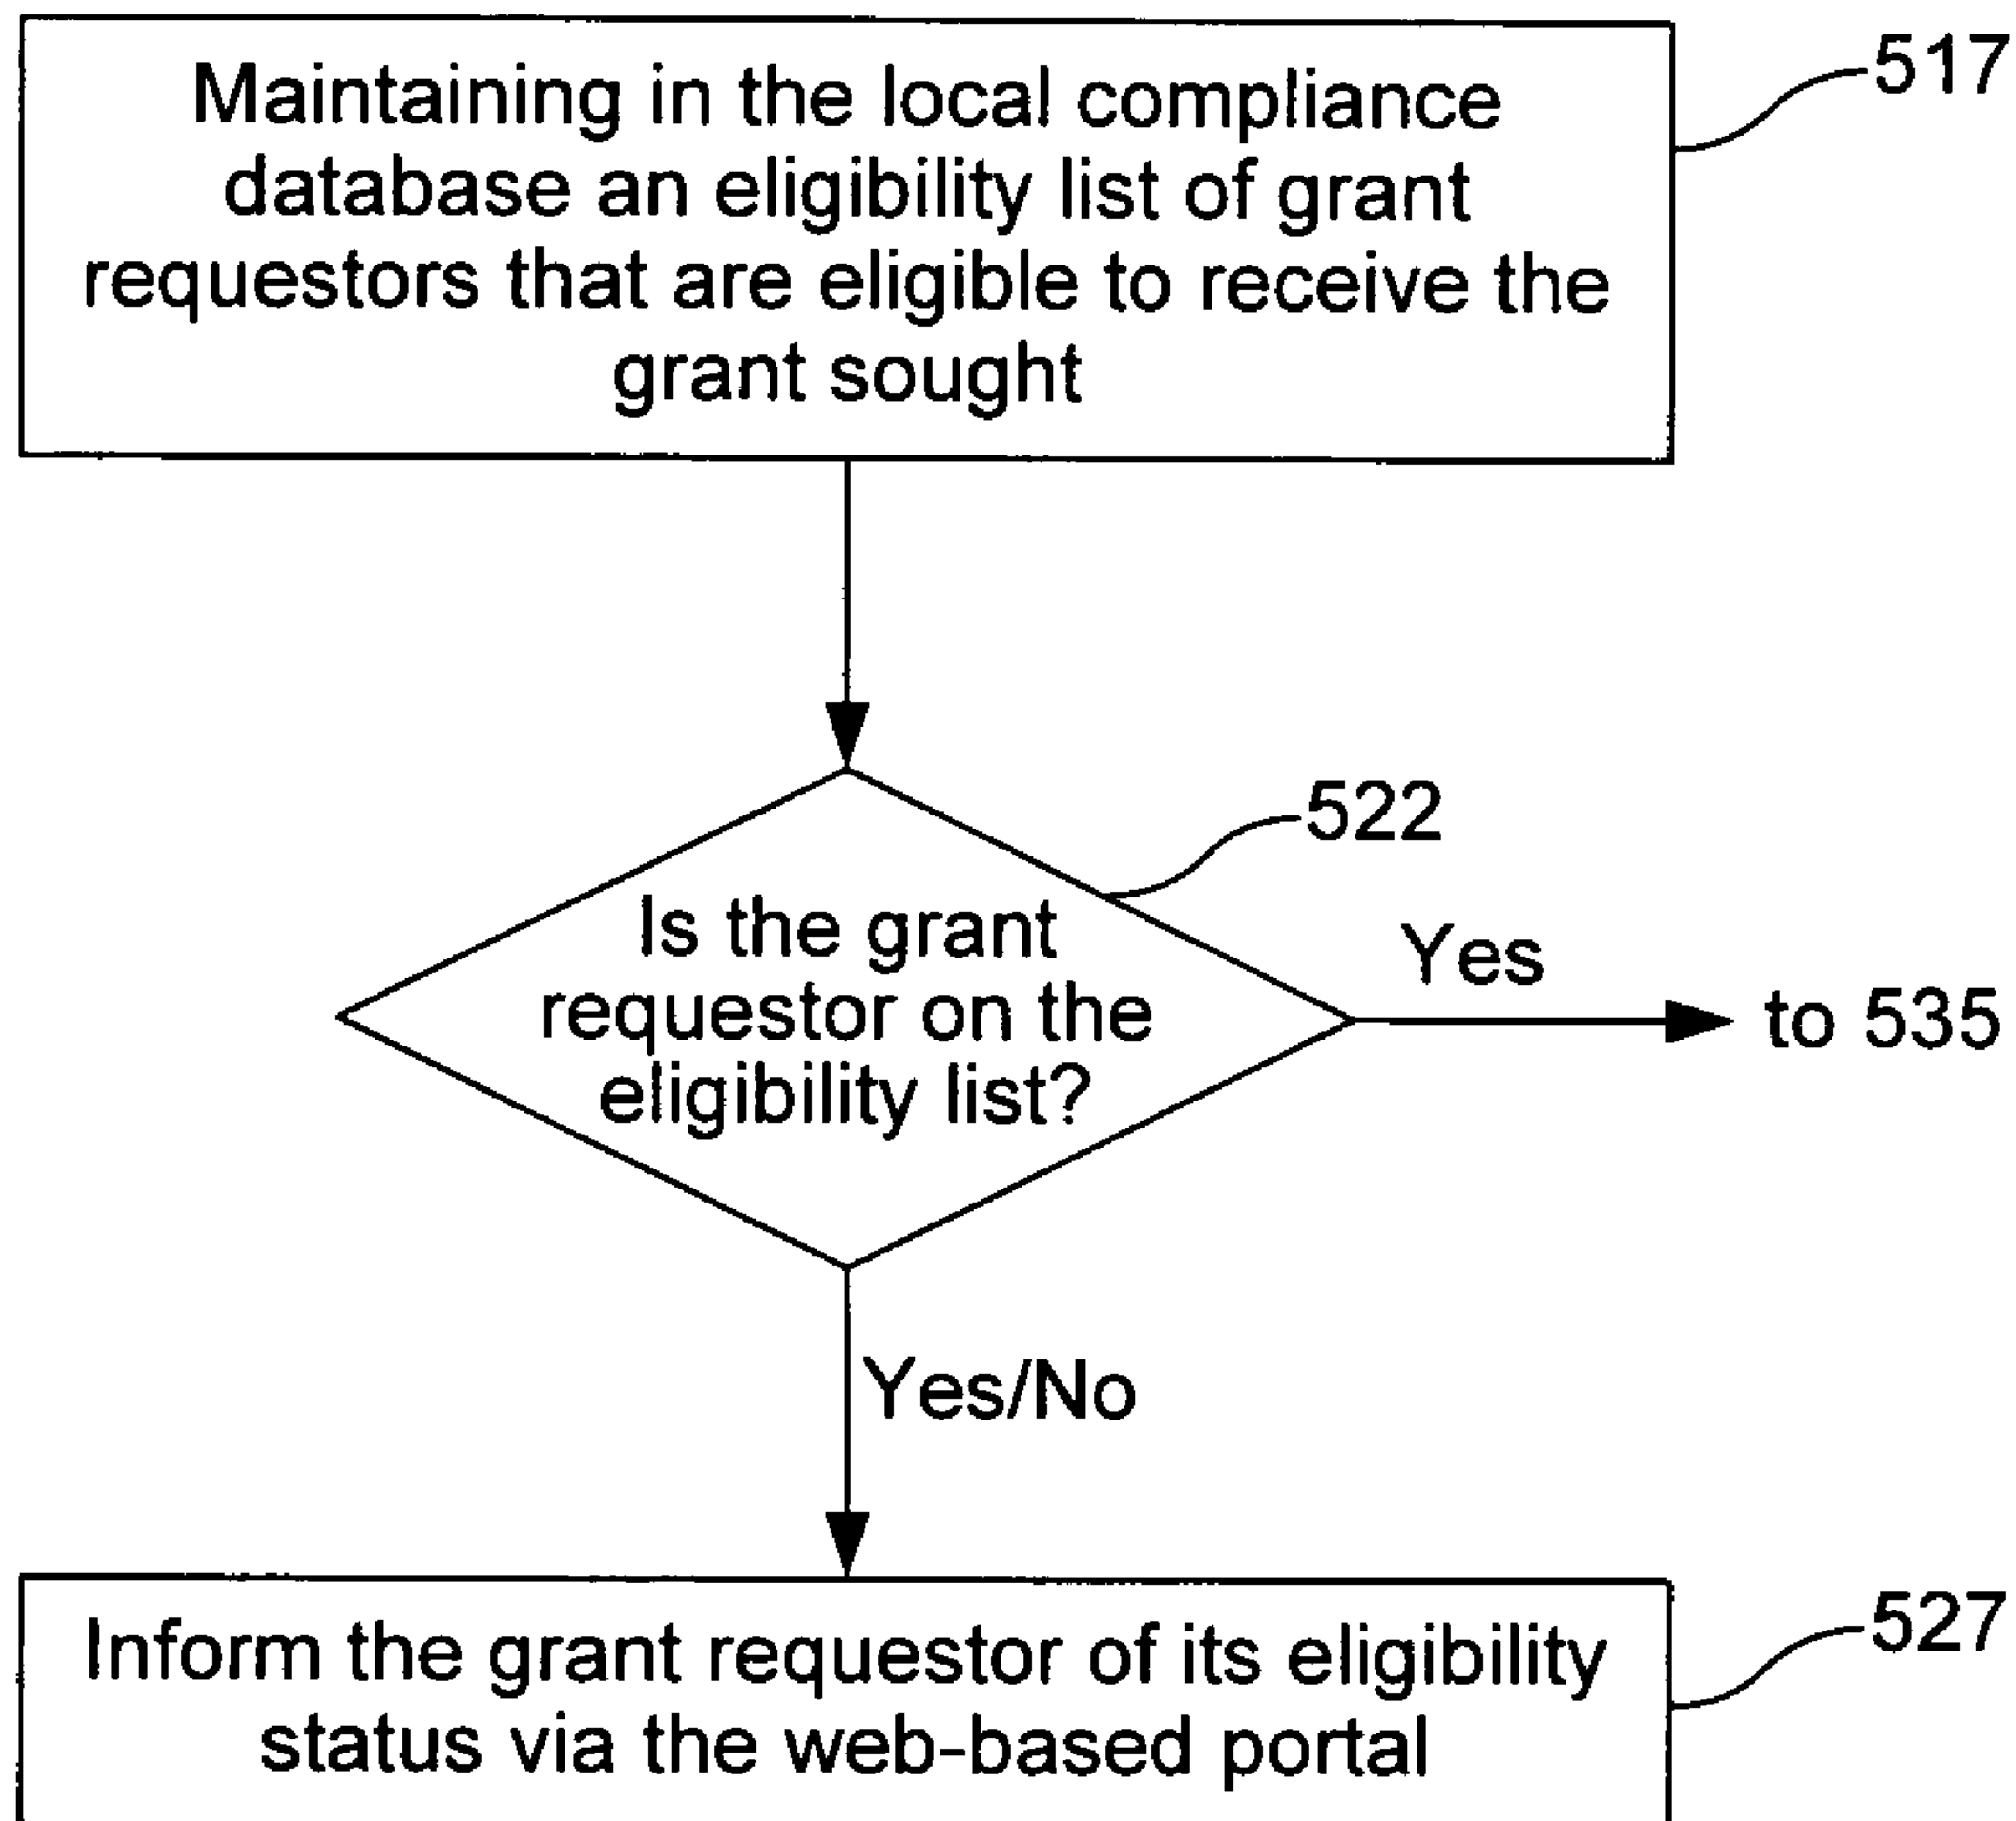 517
Maintaining in the local compliance
database an eligibility list of grant
requestors that are eligible to receive the
grant sought
522
Is the grant
requestor on the
eligibility list?
Yes
to 535
Yes/No
527
Inform the grant requestor of its eligibility
status via the web-based portal